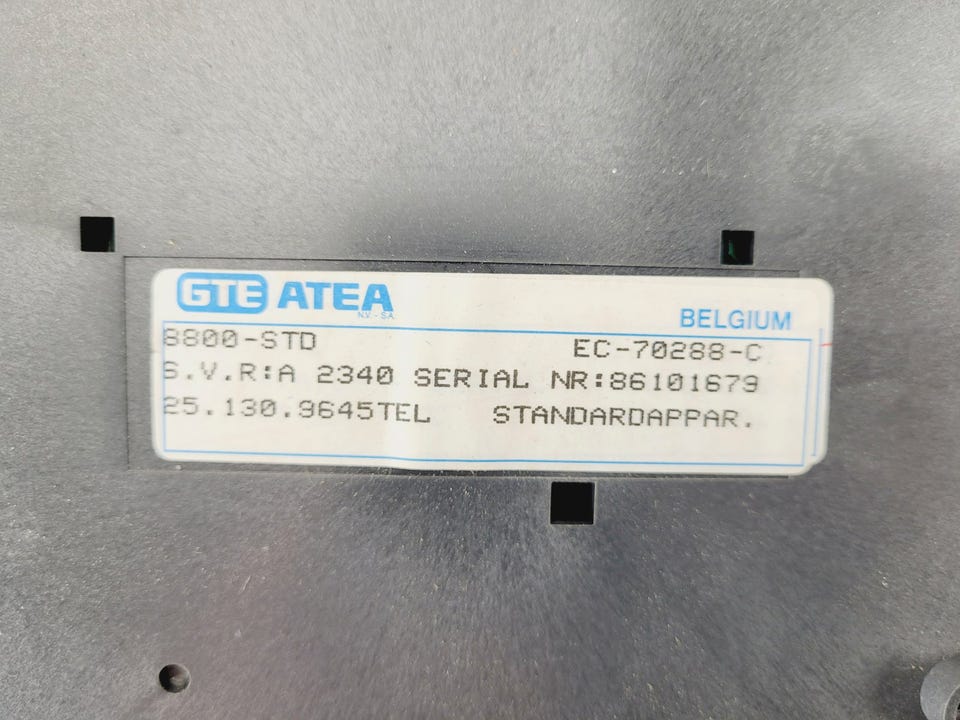 GTE ATEA
N.V. - S.A.
BELGIUM
8800-STD EC-70288-C
S.V.R:A 2340 SERIAL NR:86101679
25.130.9645TEL STANDARDAPPAR.